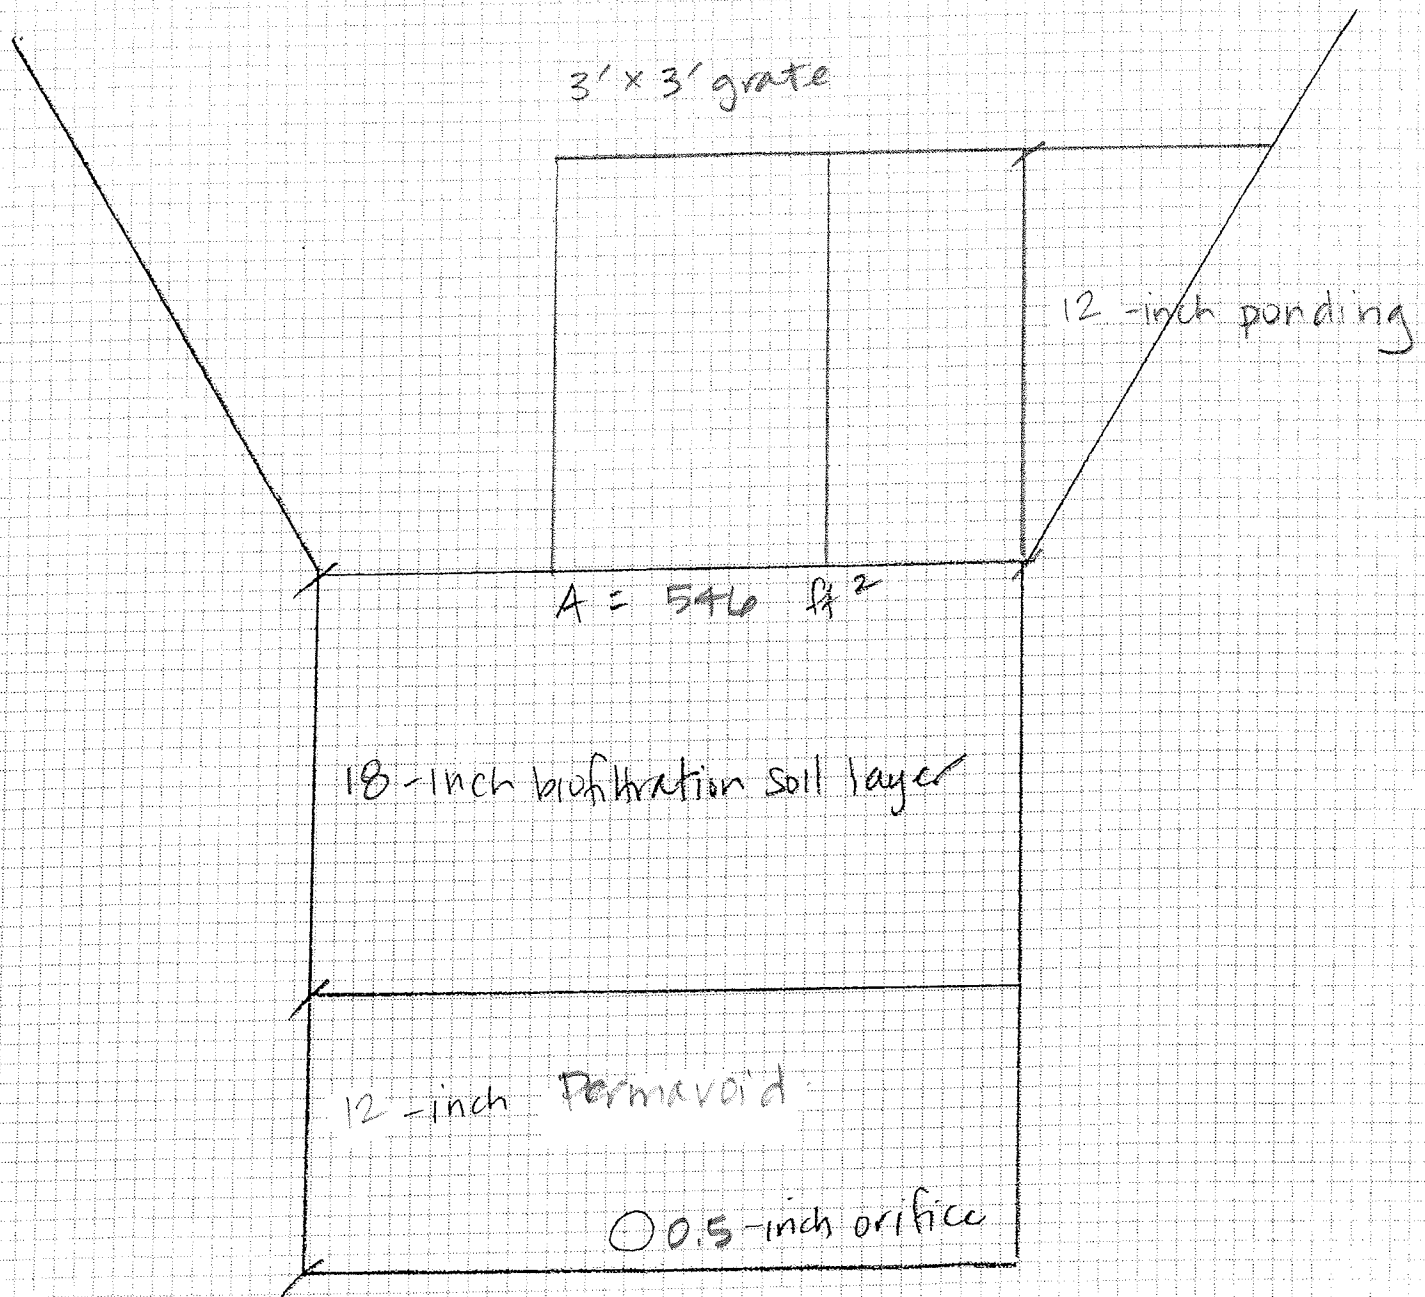 3' × 3' grate
12-inch ponding
A = 546 ft²
18-inch biofiltration soil layer
12-inch Permavoid
0.5-inch orifice